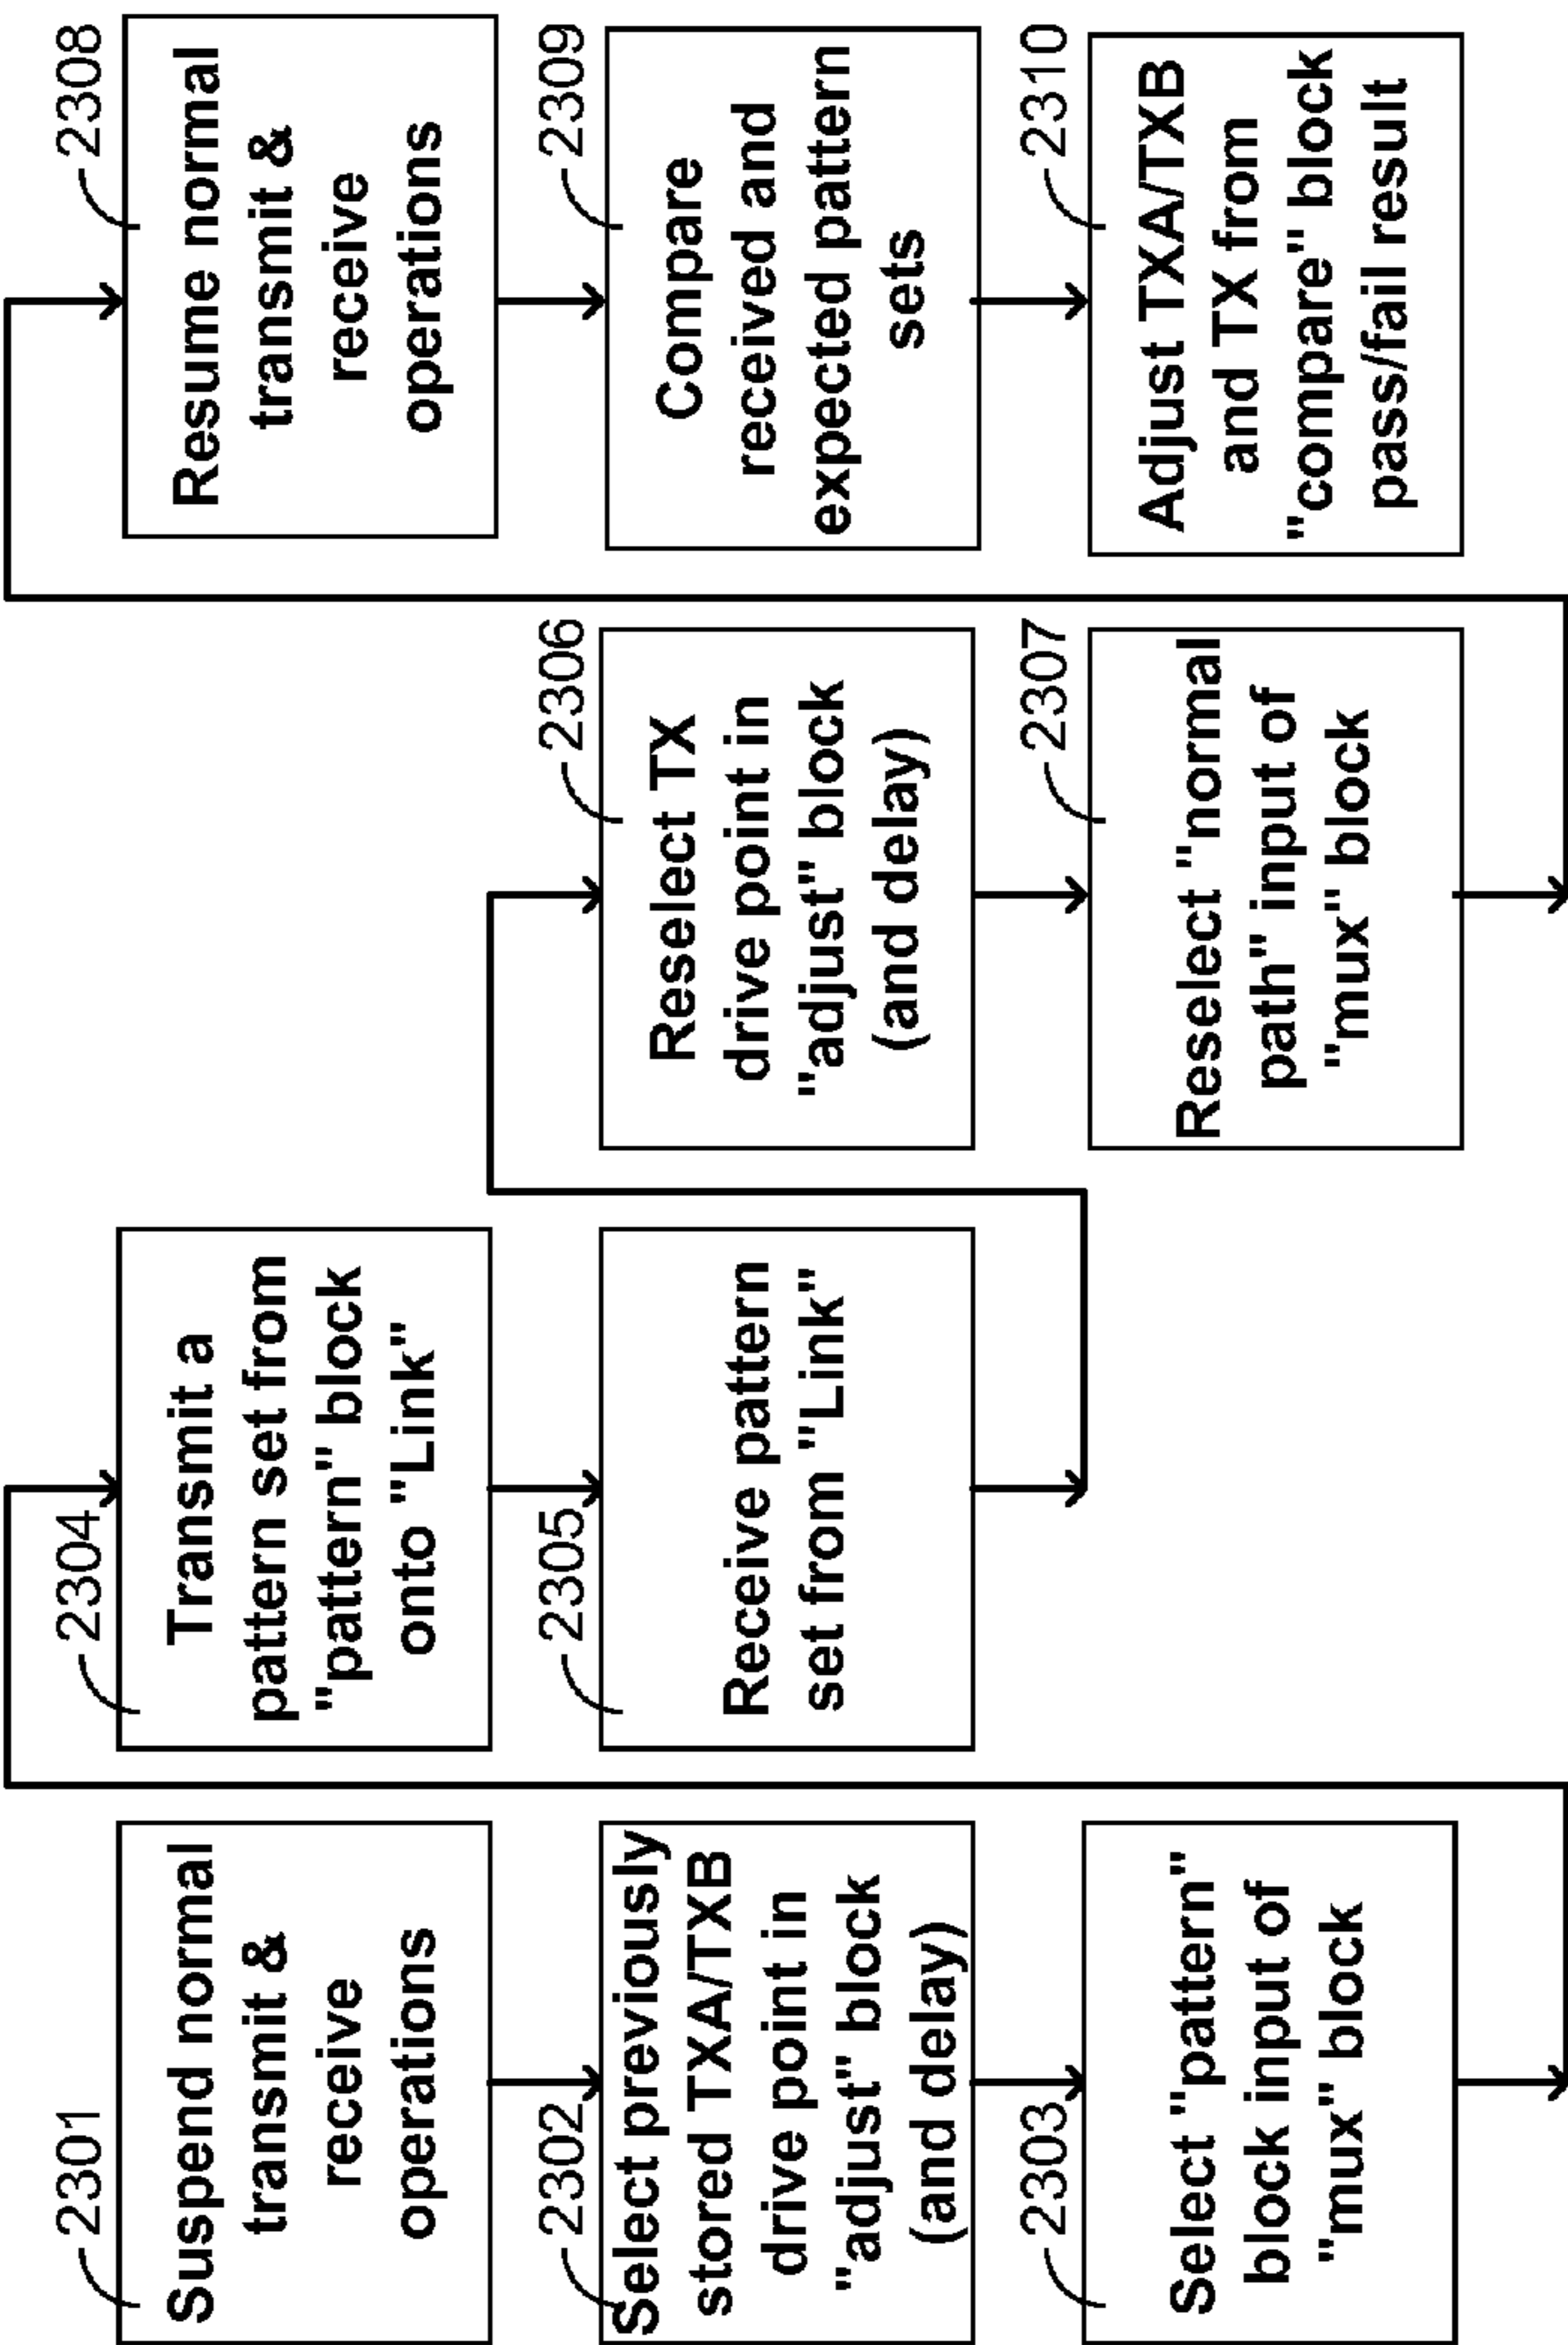 2301
Suspend normal
transmit &
receive
operations
2302
Select previously
stored TXA/TXB
drive point in
"adjust" block
(and delay)
2303
Select "pattern"
block input of
"mux" block
2304
Transmit a
pattern set from
"pattern" block
onto "Link"
2305
Receive pattern
set from "Link"
2306
Reselect TX
drive point in
"adjust" block
(and delay)
2307
Reselect "normal
path" input of
"mux" block
2308
Resume normal
transmit &
receive
operations
2309
Compare
received and
expected pattern
sets
2310
Adjust TXA/TXB
and TX from
"compare" block
pass/fail result